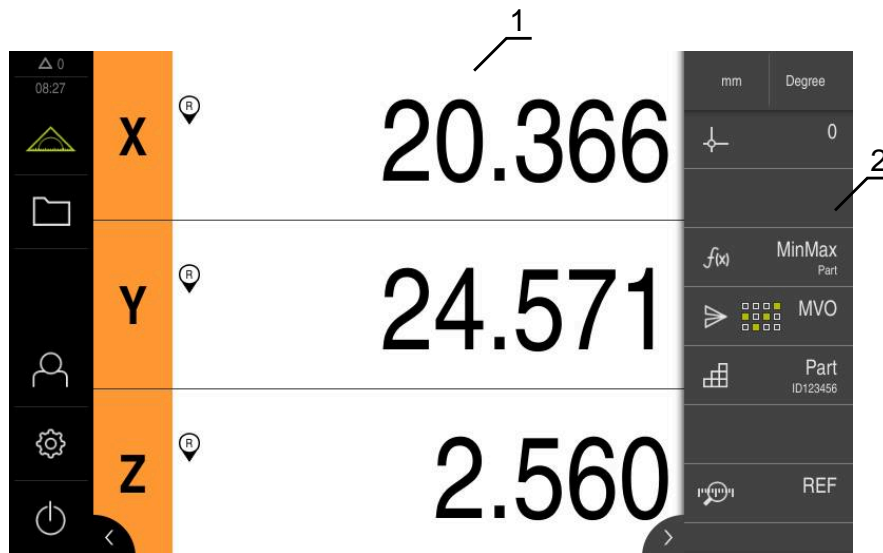 1
△ 0
08:27
X
R
20.366
mm
Degree
0
2
f(x)
MinMax
Part
Y
R
24.571
MVO
Part
ID123456
Z
R
2.560
REF